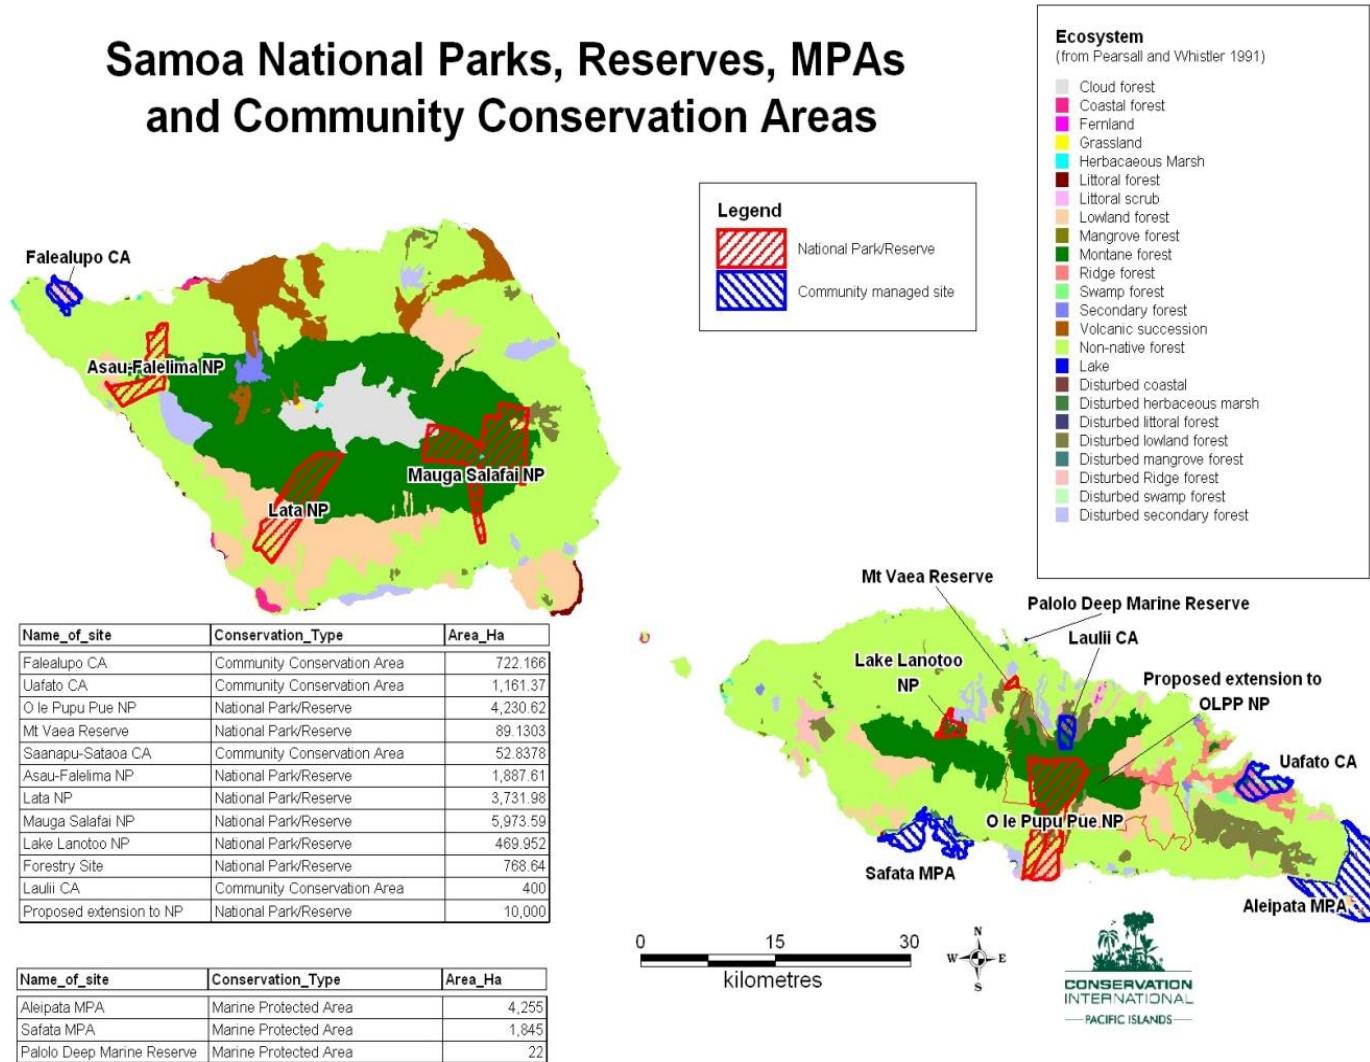 Samoa National Parks, Reserves, MPAs
and Community Conservation Areas
Ecosystem
(from Pearsall and Whistler 1991)
Cloud forest
Coastal forest
Fernland
Grassland
Herbacaeous Marsh
Littoral forest
Littoral scrub
Lowland forest
Mangrove forest
Montane forest
Ridge forest
Swamp forest
Secondary forest
Volcanic succession
Non-native forest
Lake
Disturbed coastal
Disturbed herbaceous marsh
Disturbed littoral forest
Disturbed lowland forest
Disturbed mangrove forest
Disturbed Ridge forest
Disturbed swamp forest
Disturbed secondary forest
Legend
National Park/Reserve
Community managed site
Falealupo CA
Asau-Falelima NP
Mauga Salafai NP
Lata NP
Mt Vaea Reserve
Palolo Deep Marine Reserve
Laulii CA
Lake Lanotoo
NP
Proposed extension to
OLPP NP
Uafato CA
O le Pupu Pue NP
Safata MPA
Aleipata MPA
Name_of_site Conservation_Type Area_Ha
Falealupo CA Community Conservation Area 722.166
Uafato CA Community Conservation Area 1,161.37
O le Pupu Pue NP National Park/Reserve 4,230.62
Mt Vaea Reserve National Park/Reserve 89.1303
Saanapu-Sataoa CA Community Conservation Area 52.8378
Asau-Falelima NP National Park/Reserve 1,887.61
Lata NP National Park/Reserve 3,731.98
Mauga Salafai NP National Park/Reserve 5,973.59
Lake Lanotoo NP National Park/Reserve 469.952
Forestry Site National Park/Reserve 768.64
Laulii CA Community Conservation Area 400
Proposed extension to NP National Park/Reserve 10,000
Name_of_site Conservation_Type Area_Ha
Aleipata MPA Marine Protected Area 4,255
Safata MPA Marine Protected Area 1,845
Palolo Deep Marine Reserve Marine Protected Area 22
0 15 30
kilometres
N
W E
S
CONSERVATION
INTERNATIONAL
PACIFIC ISLANDS